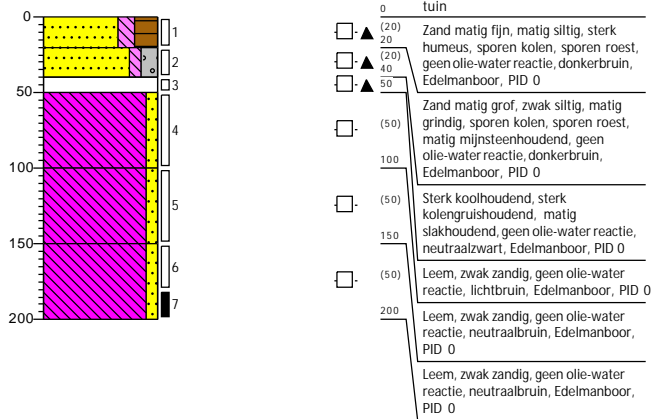 0
50
100
150
200
1
2
3
4
5
6
7
0
(20)
20
(20)
40
50
(50)
100
(50)
150
(50)
200
tuin
Zand matig fijn, matig siltig, sterk
humeus, sporen kolen, sporen roest,
geen olie-water reactie, donkerbruin,
Edelmanboor, PID 0
Zand matig grof, zwak siltig, matig
grindig, sporen kolen, sporen roest,
matig mijnsteenhoudend, geen
olie-water reactie, donkerbruin,
Edelmanboor, PID 0
Sterk koolhoudend, sterk
kolengruishoudend, matig
slakhoudend, geen olie-water reactie,
neutraalzwart, Edelmanboor, PID 0
Leem, zwak zandig, geen olie-water
reactie, lichtbruin, Edelmanboor, PID 0
Leem, zwak zandig, geen olie-water
reactie, neutraalbruin, Edelmanboor,
PID 0
Leem, zwak zandig, geen olie-water
reactie, neutraalbruin, Edelmanboor,
PID 0